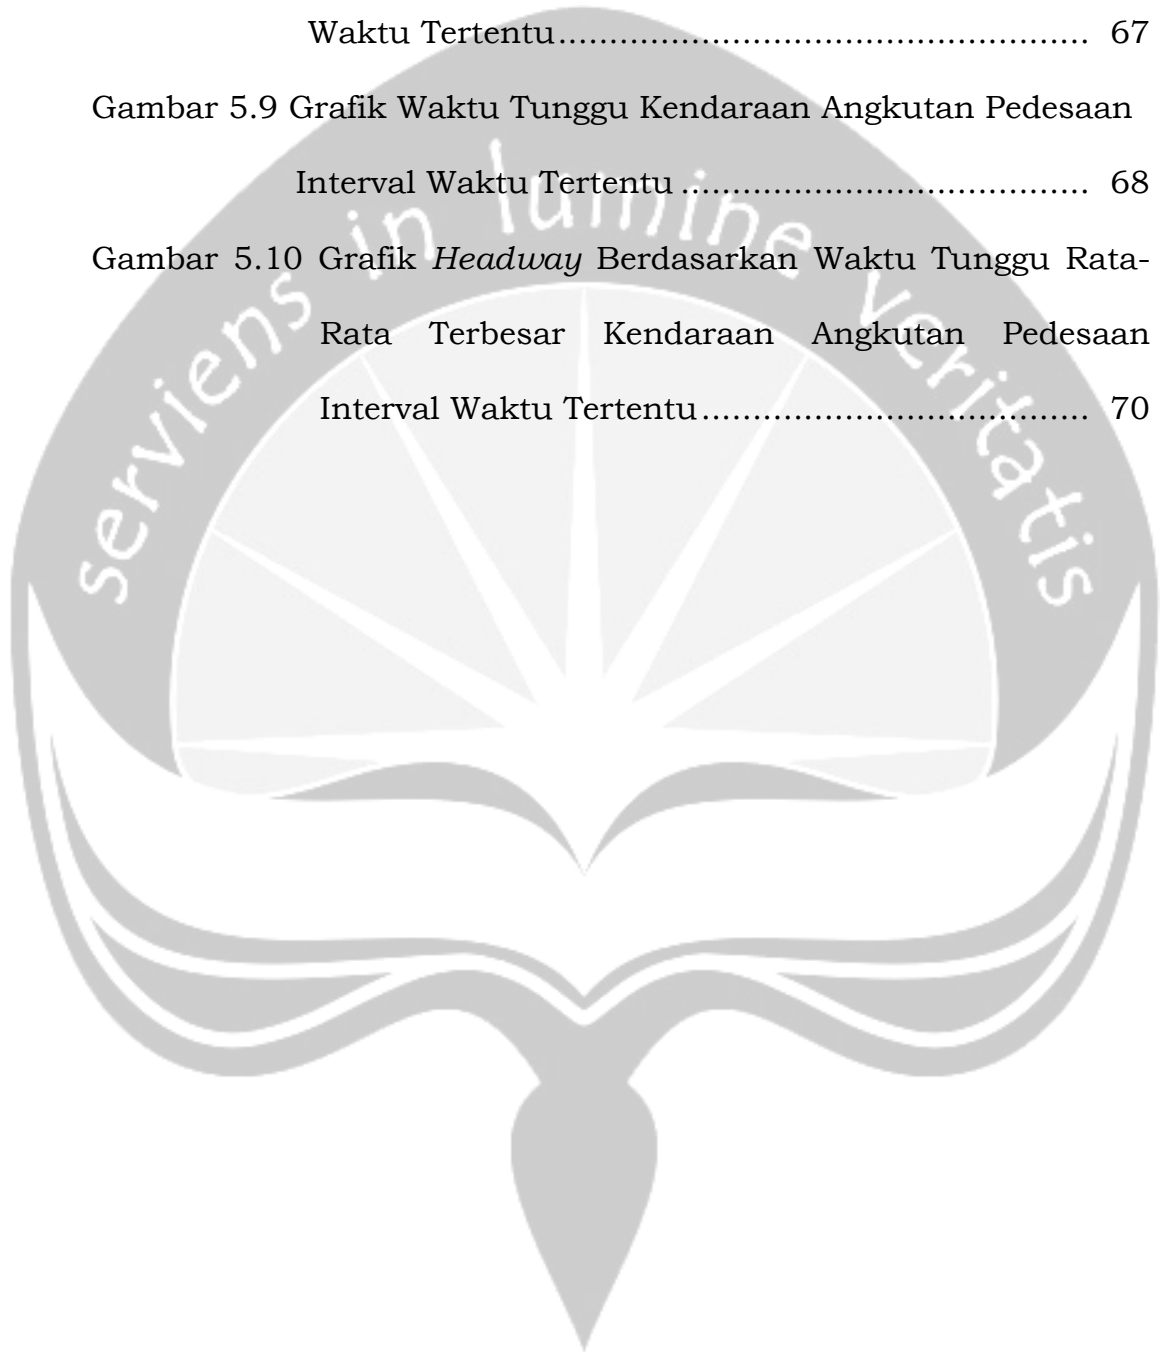 Waktu Tertentu.................................................... 67
Gambar 5.9 Grafik Waktu Tunggu Kendaraan Angkutan Pedesaan
Interval Waktu Tertentu ........................................ 68
Gambar 5.10 Grafik Headway Berdasarkan Waktu Tunggu Rata-
Rata Terbesar Kendaraan Angkutan Pedesaan
Interval Waktu Tertentu...................................... 70
serviens in lumine veritatis